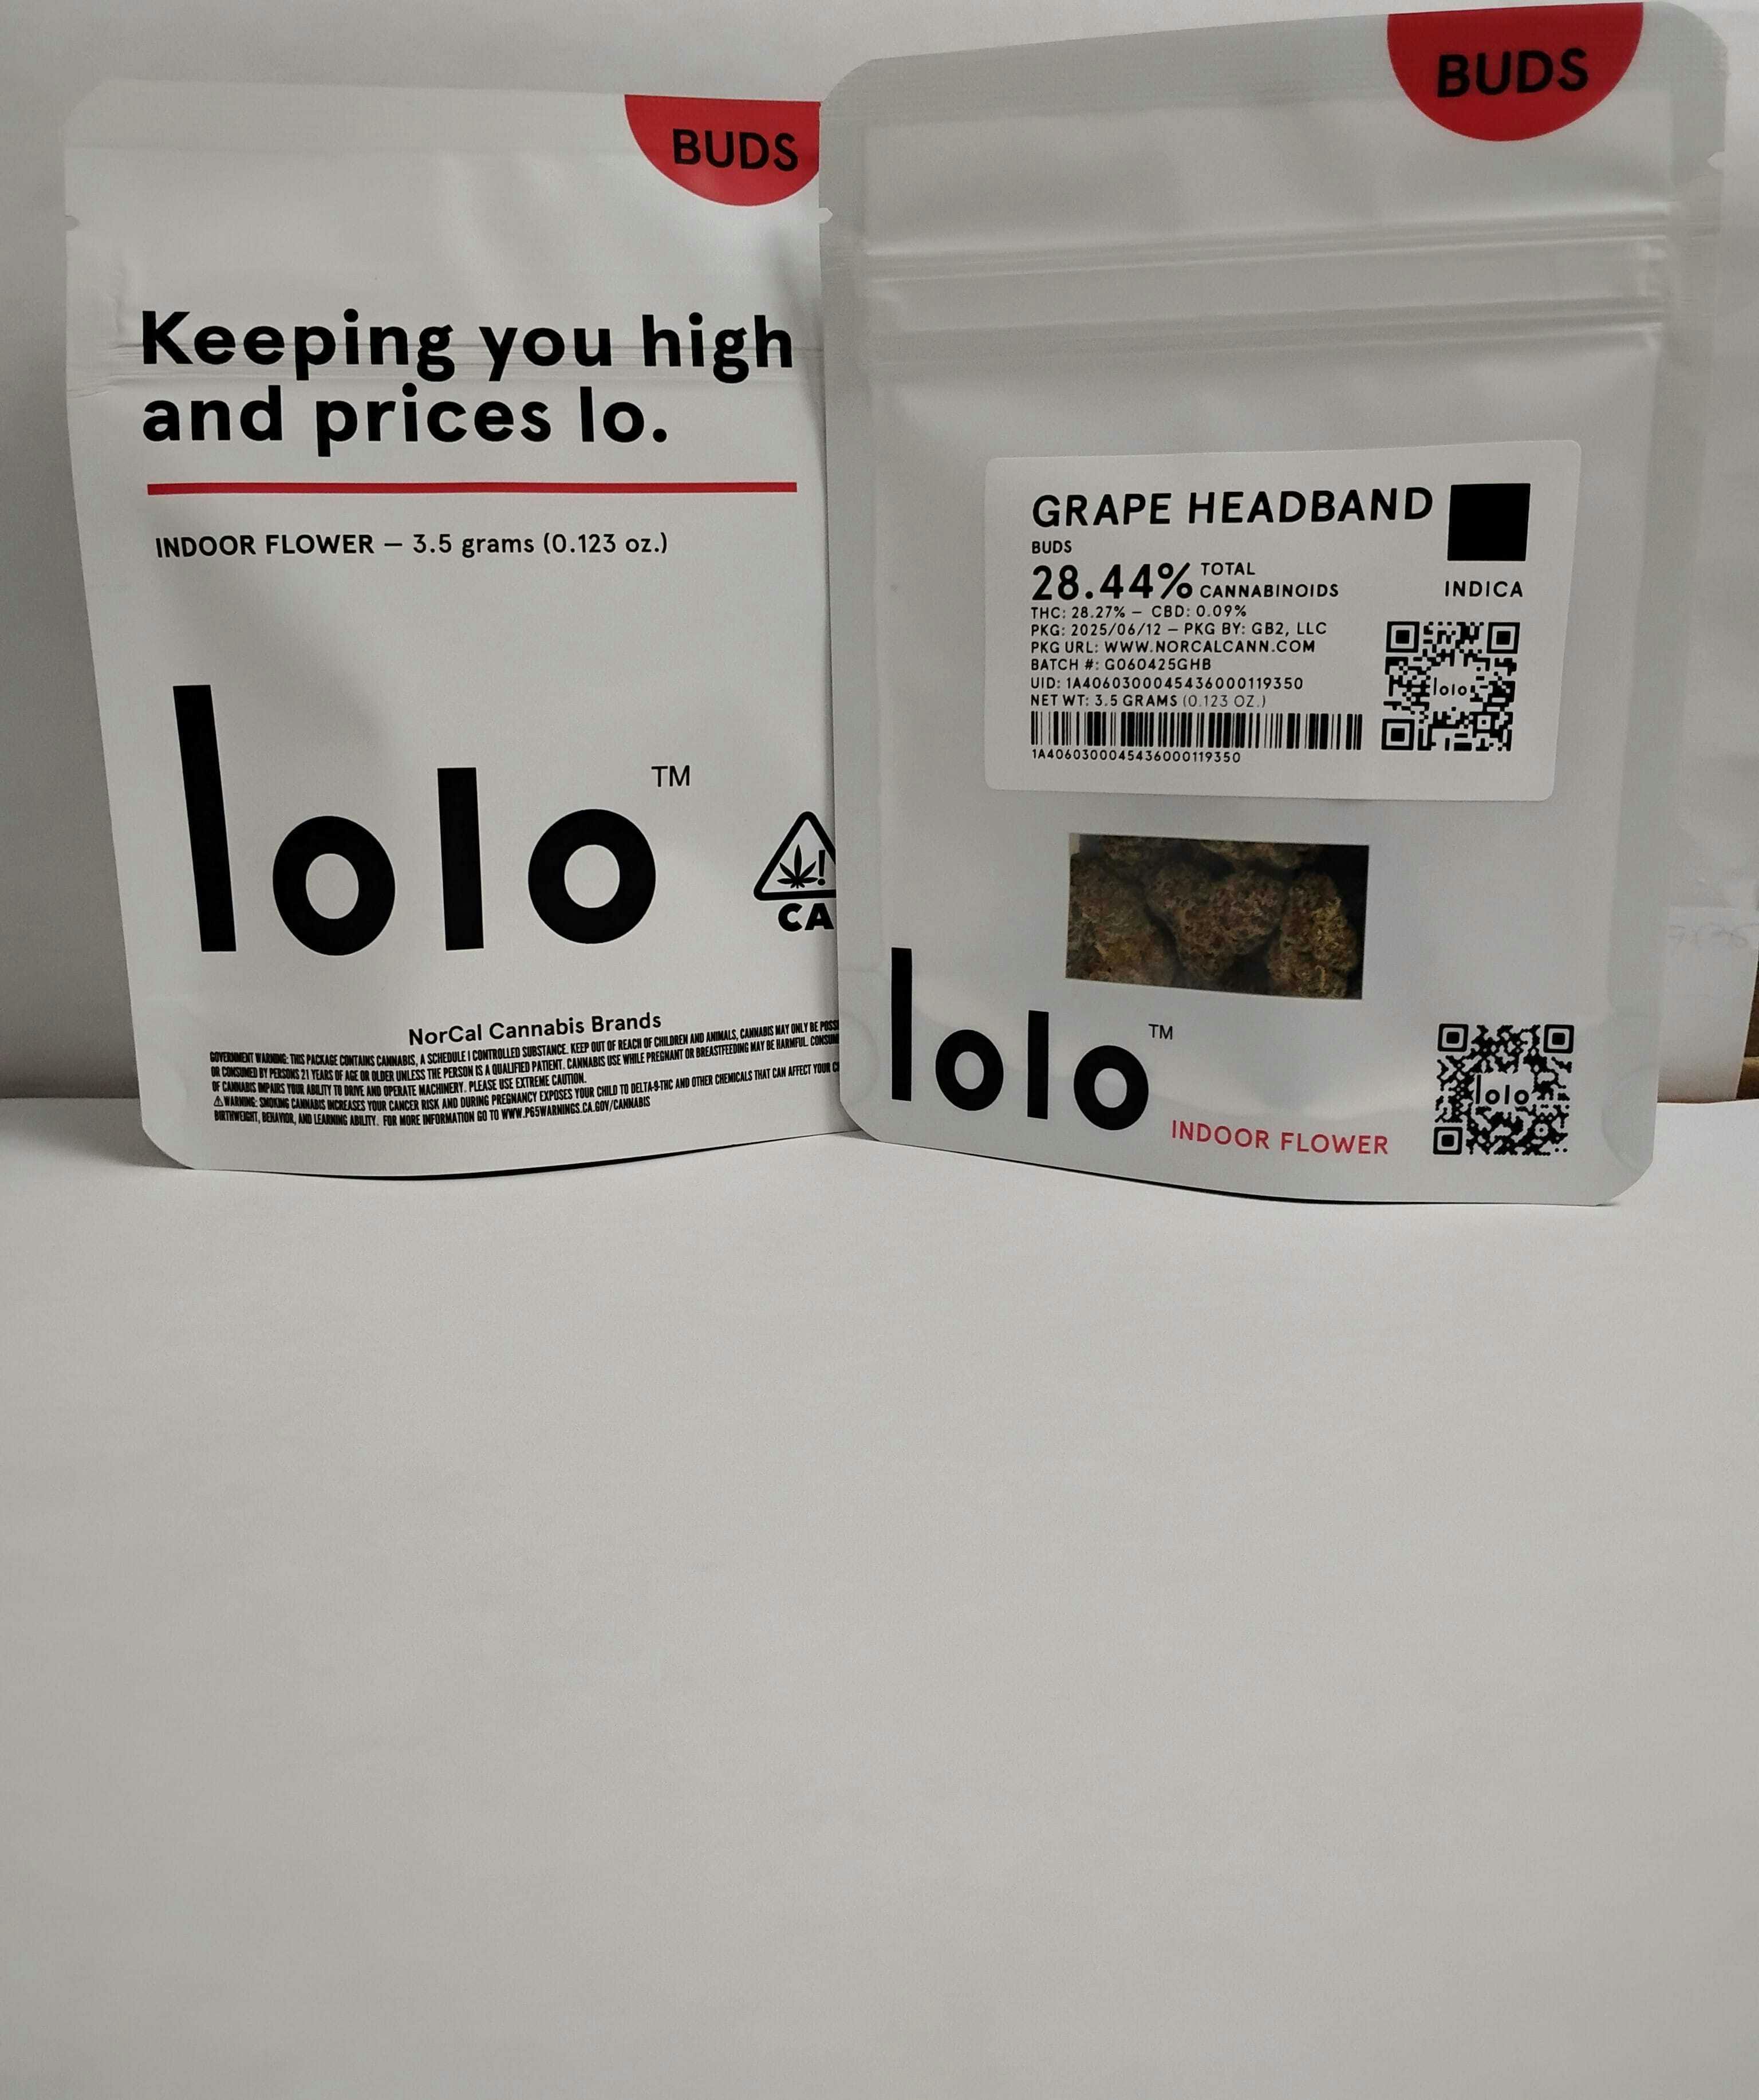 BUDS
Keeping you high
and prices lo.
INDOOR FLOWER — 3.5 grams (0.123 oz.)
lolo™
CA
NorCal Cannabis Brands
GOVERNMENT WARNING: THIS PACKAGE CONTAINS CANNABIS, A SCHEDULE I CONTROLLED SUBSTANCE. KEEP OUT OF REACH OF CHILDREN AND ANIMALS, CANNABIS MAY ONLY BE
OR CONSUMED BY PERSONS 21 YEARS OF AGE OR OLDER UNLESS THE PERSON IS A QUALIFIED PATIENT. CANNABIS USE WHILE PREGNANT OR BREASTFEEDING MAY BE HARMFUL.
OF CANNABIS IMPAIRS YOUR ABILITY TO DRIVE AND OPERATE MACHINERY. PLEASE USE EXTREME CAUTION.
⚠ WARNING: SMOKING CANNABIS INCREASES YOUR CANCER RISK AND DURING PREGNANCY EXPOSES YOUR CHILD TO DELTA-9-THC AND OTHER CHEMICALS THAT CAN AFFECT YOUR
BIRTHWEIGHT, BEHAVIOR, AND LEARNING ABILITY. FOR MORE INFORMATION GO TO WWW.P65WARNINGS.CA.GOV/CANNABIS
BUDS
GRAPE HEADBAND
BUDS
28.44% TOTAL CANNABINOIDS
INDICA
THC: 28.27% — CBD: 0.09%
PKG: 2025/06/12 — PKG BY: GB2, LLC
PKG URL: WWW.NORCALCANN.COM
BATCH #: G060425GHB
UID: 1A4060300045436000119350
NET WT: 3.5 GRAMS (0.123 OZ.)
1A4060300045436000119350
lolo
lolo™
INDOOR FLOWER
lolo